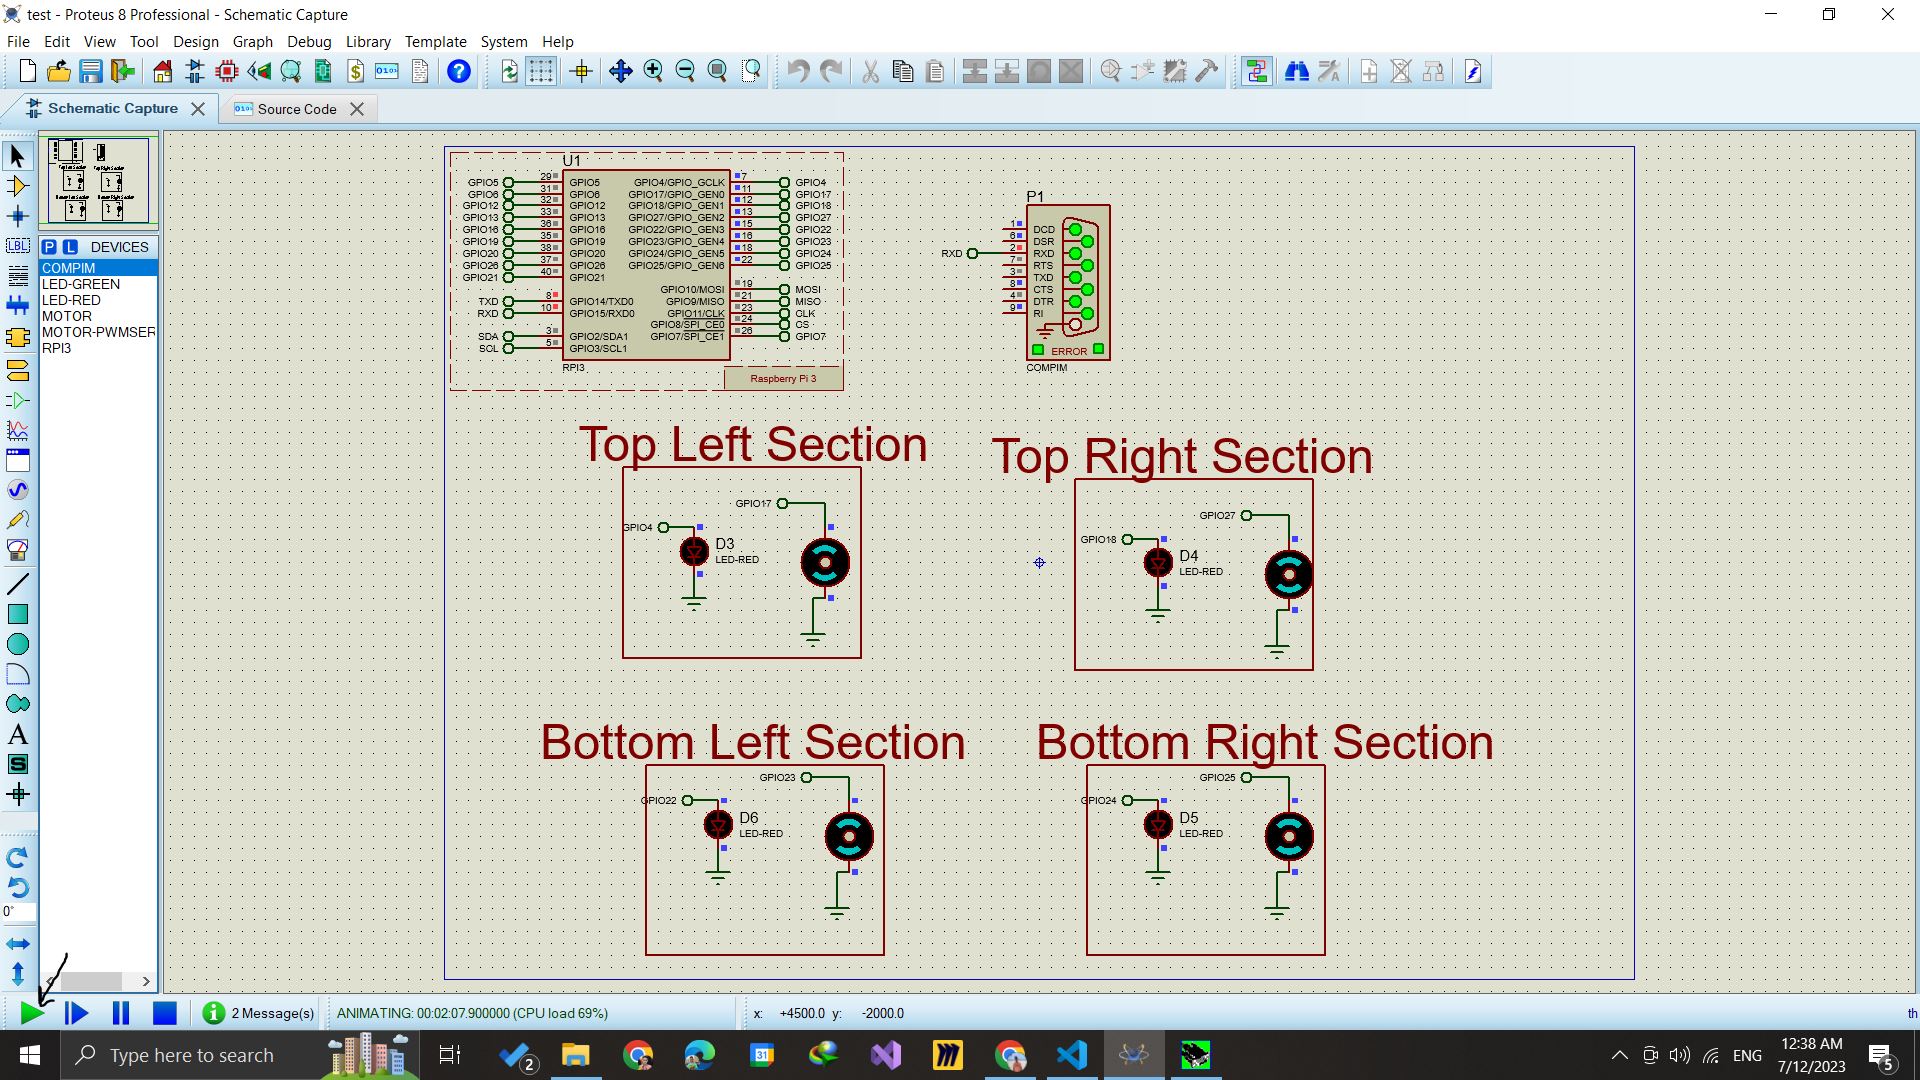 test - Proteus 8 Professional - Schematic Capture
File Edit View Tool Design Graph Debug Library Template System Help
Schematic Capture
Source Code
P L DEVICES
COMPIM
LED-GREEN
LED-RED
MOTOR
MOTOR-PWMSER
RPI3
U1
GPIO5 29 GPIO5 GPIO4/GPIO_GCLK 7 GPIO4
GPIO6 31 GPIO6 GPIO17/GPIO_GEN0 11 GPIO17
GPIO12 32 GPIO12 GPIO18/GPIO_GEN1 12 GPIO18
GPIO13 33 GPIO13 GPIO27/GPIO_GEN2 13 GPIO27
GPIO16 36 GPIO16 GPIO22/GPIO_GEN3 15 GPIO22
GPIO19 35 GPIO19 GPIO23/GPIO_GEN4 16 GPIO23
GPIO20 38 GPIO20 GPIO24/GPIO_GEN5 18 GPIO24
GPIO26 37 GPIO26 GPIO25/GPIO_GEN6 22 GPIO25
GPIO21 40 GPIO21
GPIO10/MOSI 19 MOSI
TXD 8 GPIO14/TXD0 GPIO9/MISO 21 MISO
RXD 10 GPIO15/RXD0 GPIO11/CLK 23 CLK
GPIO8/SPI_CE0 24 CS
SDA 3 GPIO2/SDA1 GPIO7/SPI_CE1 26 GPIO7
SCL 5 GPIO3/SCL1
RPI3
Raspberry Pi 3
P1
1 DCD
6 DSR
RXD 2 RXD
7 RTS
3 TXD
8 CTS
4 DTR
9 RI
ERROR
COMPIM
Top Left Section
GPIO17
GPIO4
D3
LED-RED
Top Right Section
GPIO27
GPIO18
D4
LED-RED
Bottom Left Section
GPIO23
GPIO22
D6
LED-RED
Bottom Right Section
GPIO25
GPIO24
D5
LED-RED
LBL
A
S
0°
2 Message(s)
ANIMATING: 00:02:07.900000 (CPU load 69%)
x: +4500.0 y: -2000.0
th
Type here to search
2
31
ENG
12:38 AM
7/12/2023
5